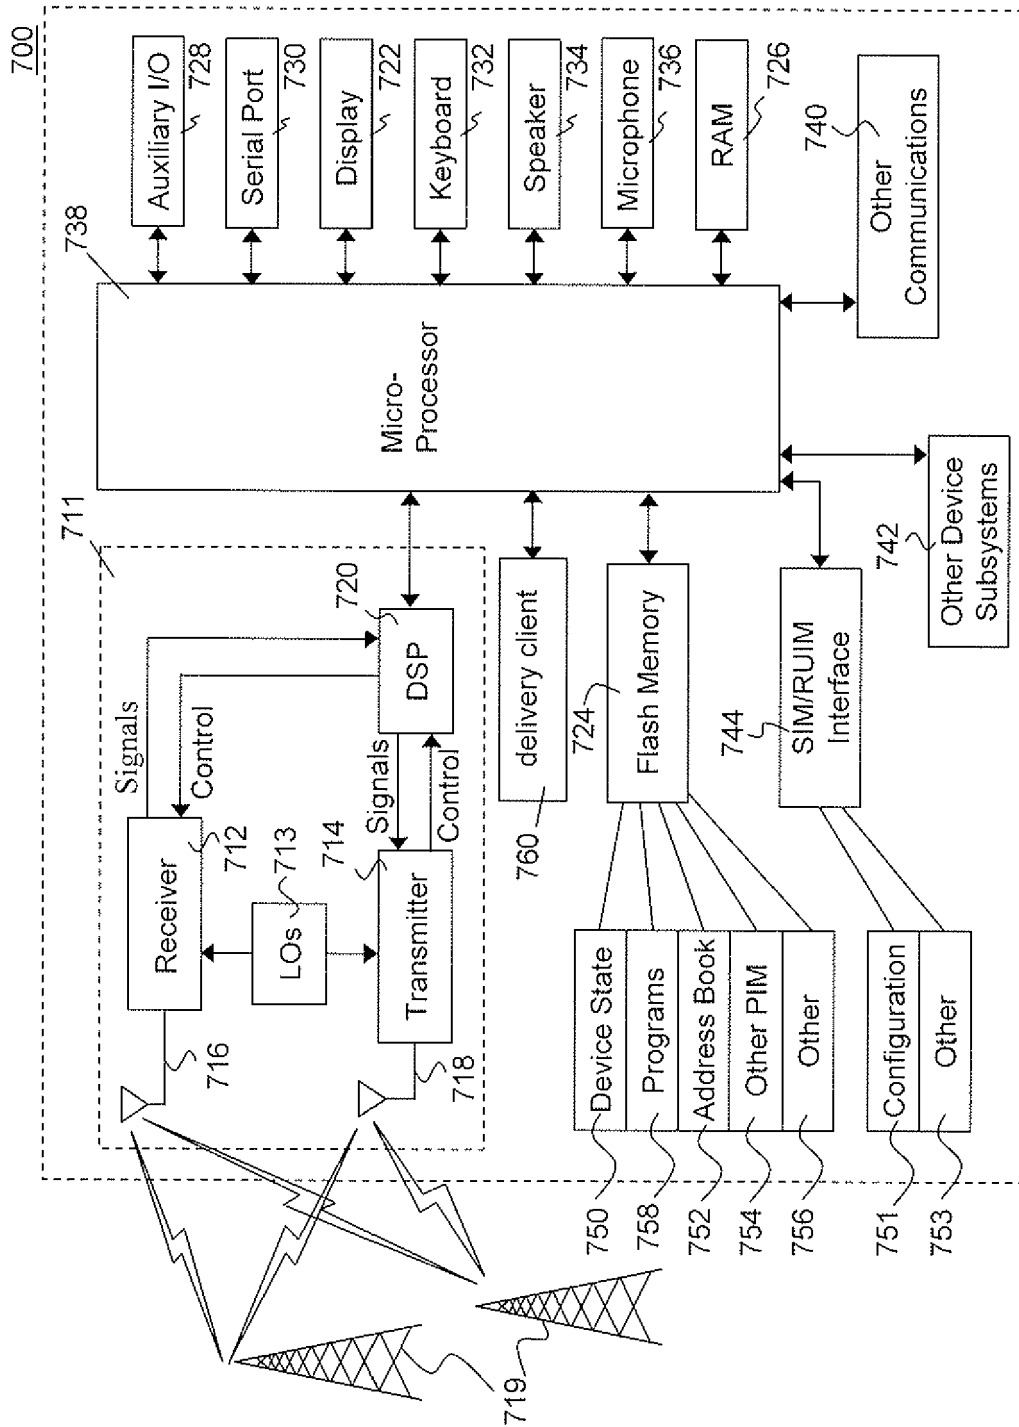 700
711
738
Signals
Control
Receiver
712
716
LOs
713
Transmitter
714
718
Signals
Control
DSP
720
Micro-
Processor
Auxiliary I/O
728
Serial Port
730
Display
722
Keyboard
732
Speaker
734
Microphone
736
RAM
726
Other
Communications
740
719
delivery client
760
Flash Memory
724
Device State
750
Programs
758
Address Book
752
Other PIM
754
Other
756
SIM/RUIM
Interface
744
Configuration
751
Other
753
Other Device
Subsystems
742